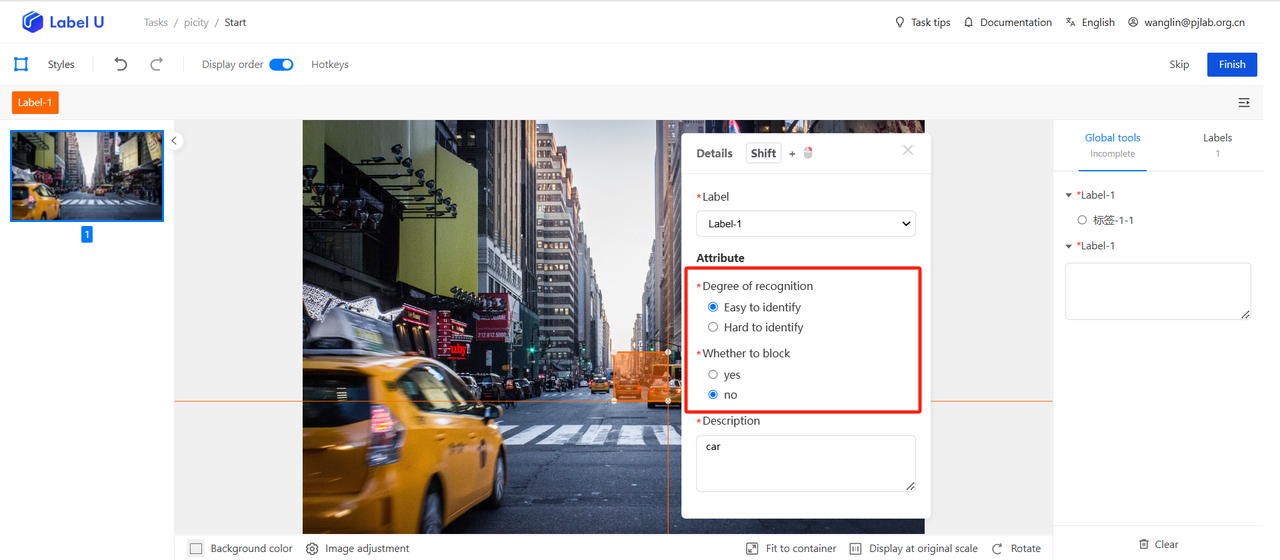 Label U
Tasks / picity / Start
Task tips
Documentation
English
wanglin@pjlab.org.cn
Styles
Display order
Hotkeys
Skip
Finish
Label-1
1
Details
Shift +
*Label
Label-1
Attribute
*Degree of recognition
Easy to identify
Hard to identify
*Whether to block
yes
no
*Description
car
Global tools
Incomplete
Labels
1
*Label-1
标签-1-1
*Label-1
Background color
Image adjustment
Fit to container
Display at original scale
Rotate
Clear